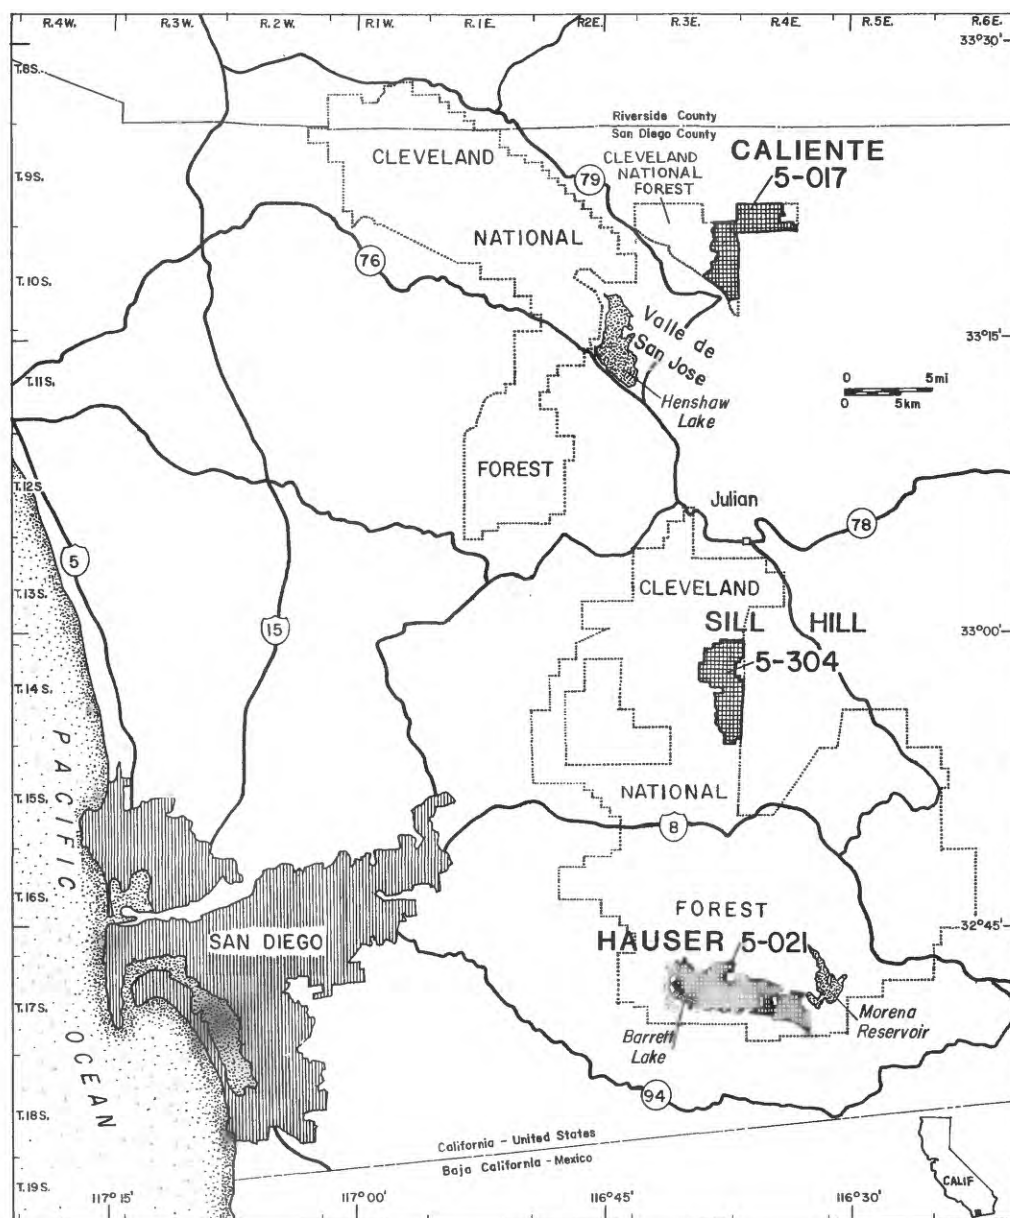 R.4W.
R.3W.
R.2W.
R.1W.
R.1E.
R2E.
R.3E.
R.4E.
R.5E.
R.6E.
33°30'
T.8S.
Riverside County
San Diego County
CLEVELAND
CLEVELAND
NATIONAL
FOREST
CALIENTE
5-017
T.9S.
79
NATIONAL
76
T.10S.
Valle de
San Jose
33°15'
T.11S.
0 5mi
0 5km
Henshaw
Lake
FOREST
T.12S
Julian
78
5
CLEVELAND
T.13S.
15
SILL HILL
33°00'
5-304
T.14S.
PACIFIC
OCEAN
NATIONAL
T.15S.
8
T.16S.
FOREST
32°45'
SAN DIEGO
HAUSER 5-021
T.17S.
Morena
Reservoir
Barrett
Lake
94
T.18S.
California - United States
Baja California - Mexico
CALIF
T.19S.
117°15'
117°00'
116°45'
116°30'